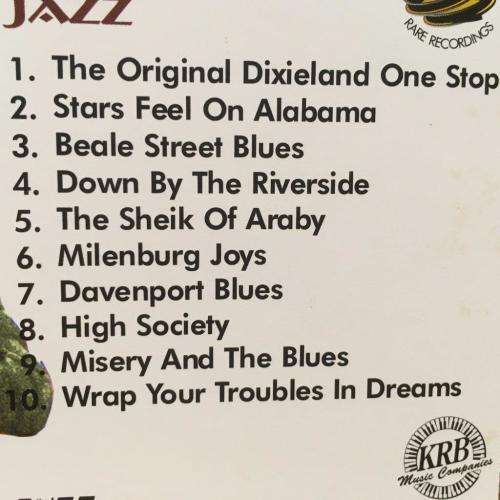 JAZZ
RARE RECORDINGS
1. The Original Dixieland One Stop
2. Stars Feel On Alabama
3. Beale Street Blues
4. Down By The Riverside
5. The Sheik Of Araby
6. Milenburg Joys
7. Davenport Blues
8. High Society
9. Misery And The Blues
10. Wrap Your Troubles In Dreams
KRB
Music Companies